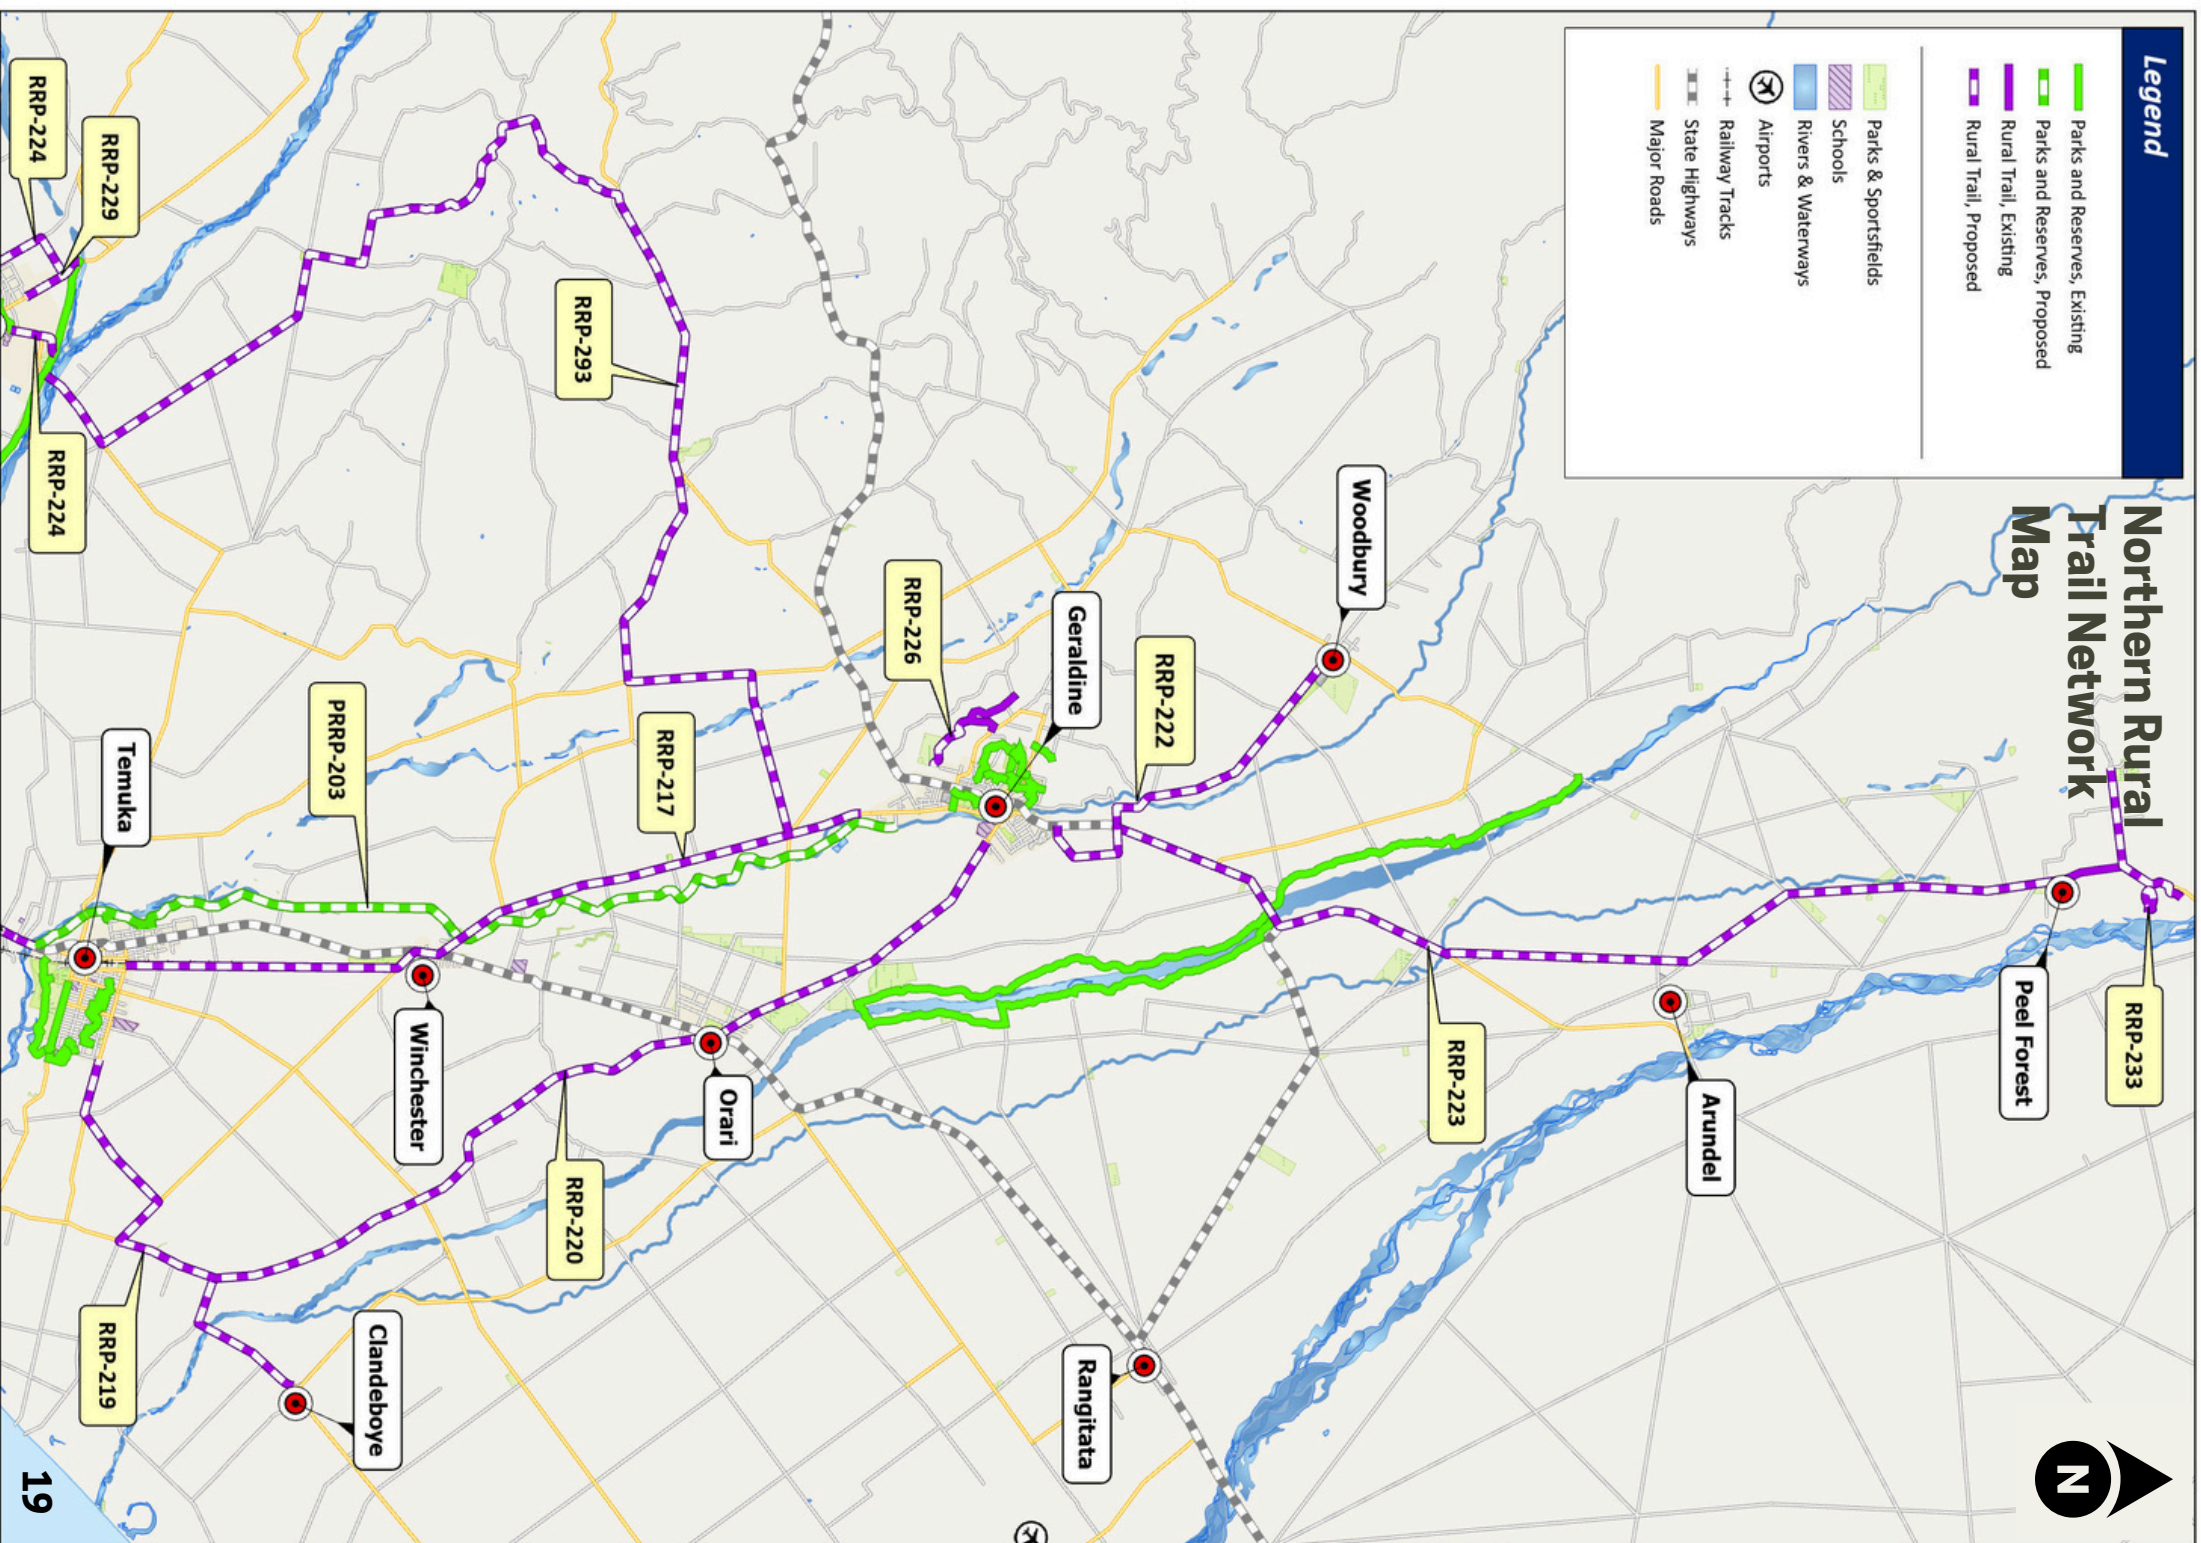 Northern Rural
Trail Network
Map
Legend
Parks and Reserves, Existing
Parks and Reserves, Proposed
Rural Trail, Existing
Rural Trail, Proposed
Parks & Sportsfields
Schools
Rivers & Waterways
Airports
Railway Tracks
State Highways
Major Roads
N
RRP-233
Peel Forest
Arundel
RRP-223
Woodbury
RRP-222
Geraldine
RRP-226
Rangitata
Orari
RRP-217
RRP-293
RRP-220
Winchester
Clandeboye
PRRP-203
Temuka
RRP-219
RRP-229
RRP-224
RRP-224
19